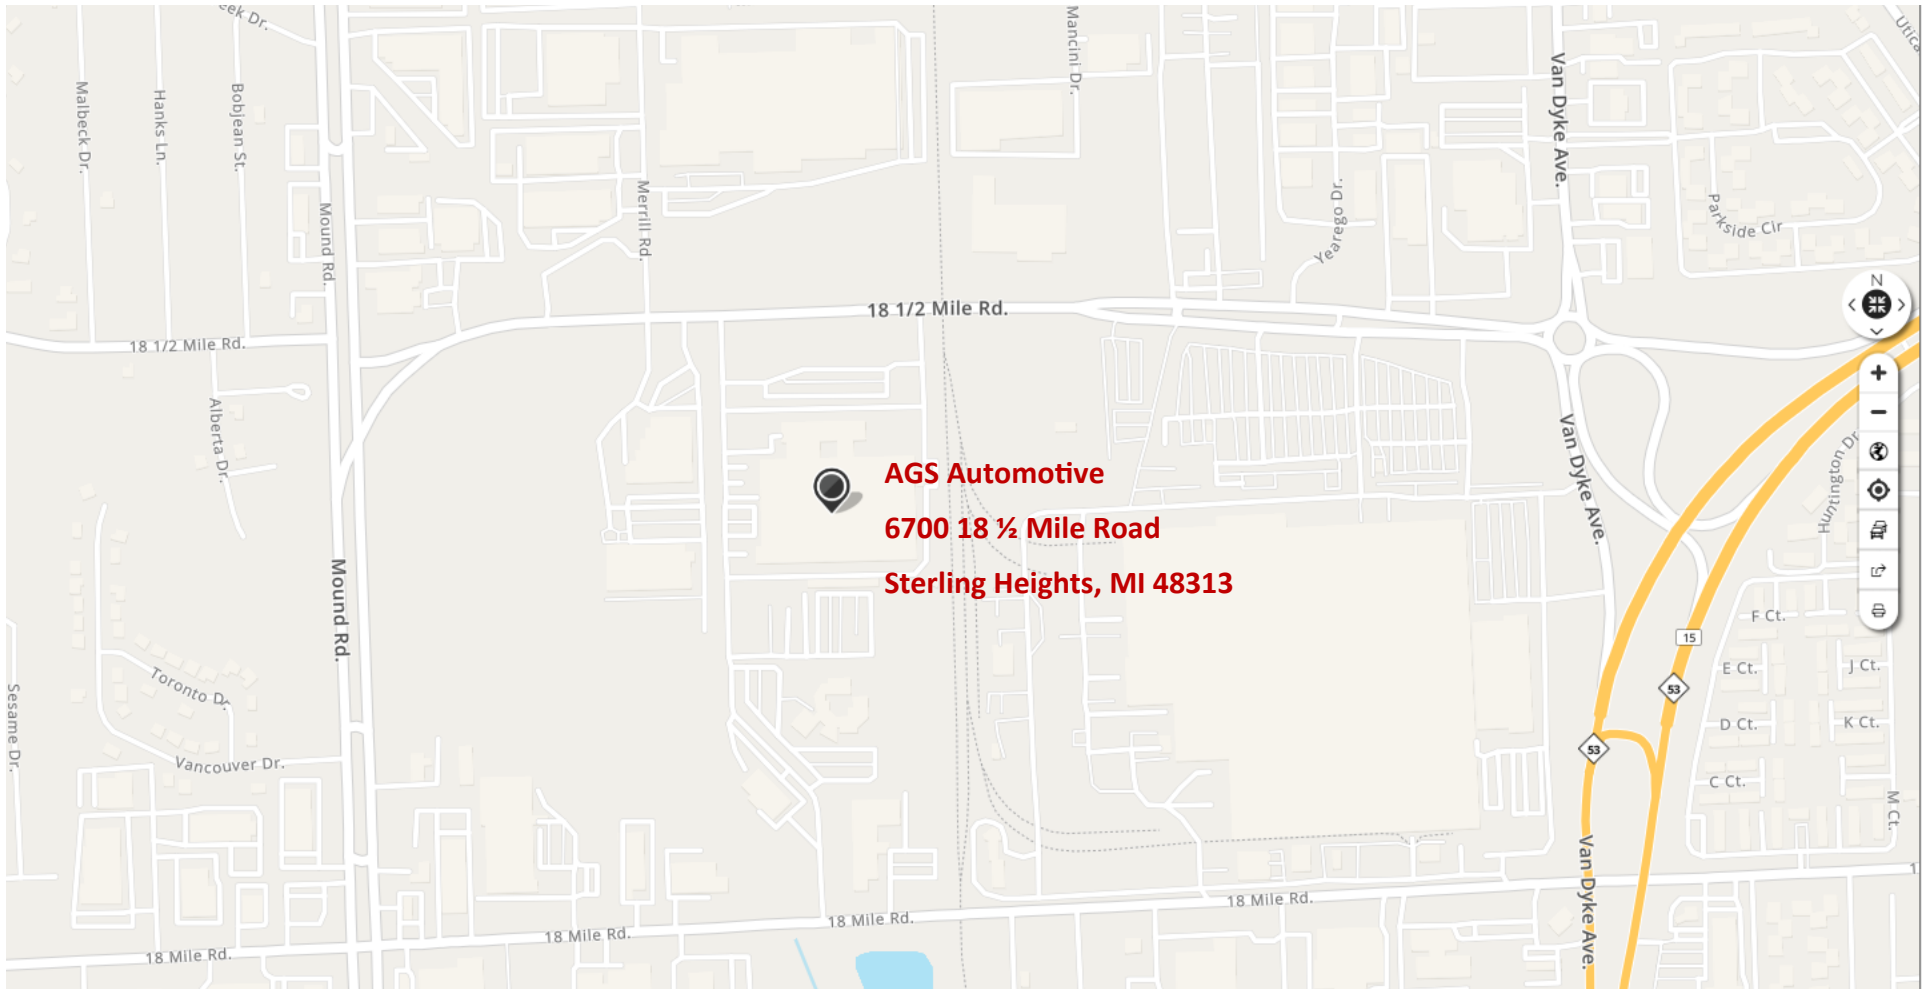 eek Dr.
Malbeck Dr.
Hanks Ln.
Bobjean St.
Mound Rd.
Merrill Rd.
Mancini Dr.
Yearego Dr.
Van Dyke Ave.
Utica
Parkside Cir
N
18 1/2 Mile Rd.
18 1/2 Mile Rd.
Alberta Dr.
AGS Automotive
6700 18 ½ Mile Road
Sterling Heights, MI 48313
Van Dyke Ave.
Huntington Dr
Mound Rd.
F Ct.
15
E Ct.
J Ct.
53
Toronto Dr.
Sesame Dr.
D Ct.
K Ct.
53
Vancouver Dr.
C Ct.
M Ct.
Van Dyke Ave.
18 Mile Rd.
18 Mile Rd.
18 Mile Rd.
18 Mile Rd.